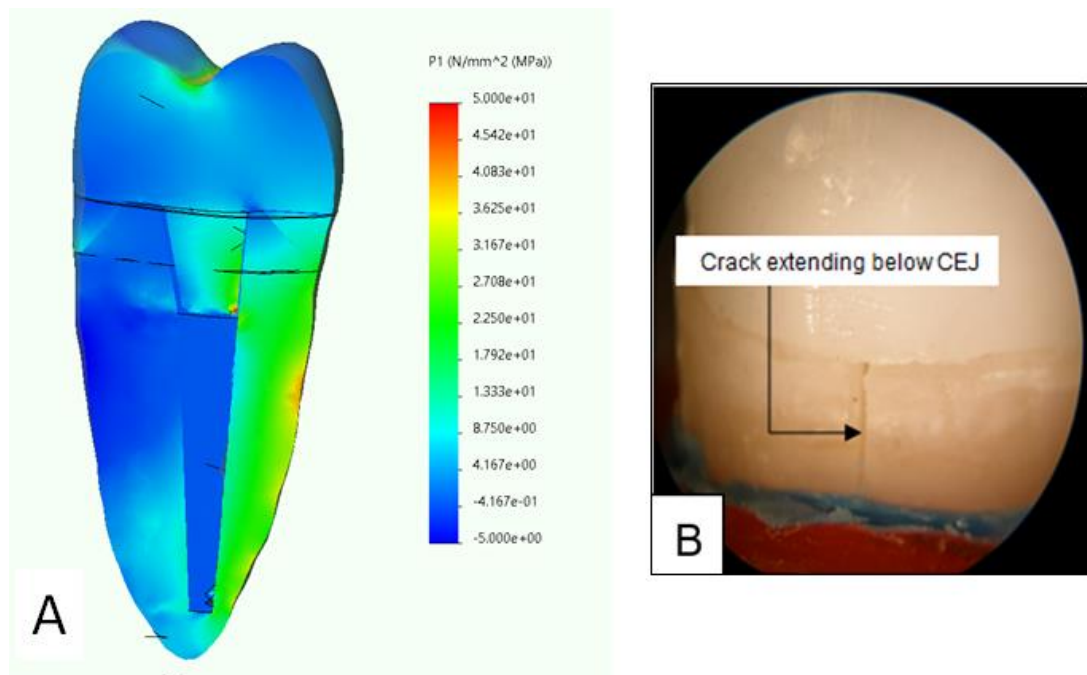 P1 (N/mm^2 (MPa))
5.000e+01
4.542e+01
4.083e+01
3.625e+01
3.167e+01
2.708e+01
2.250e+01
1.792e+01
1.333e+01
8.750e+00
4.167e+00
-4.167e-01
-5.000e+00
A
Crack extending below CEJ
B